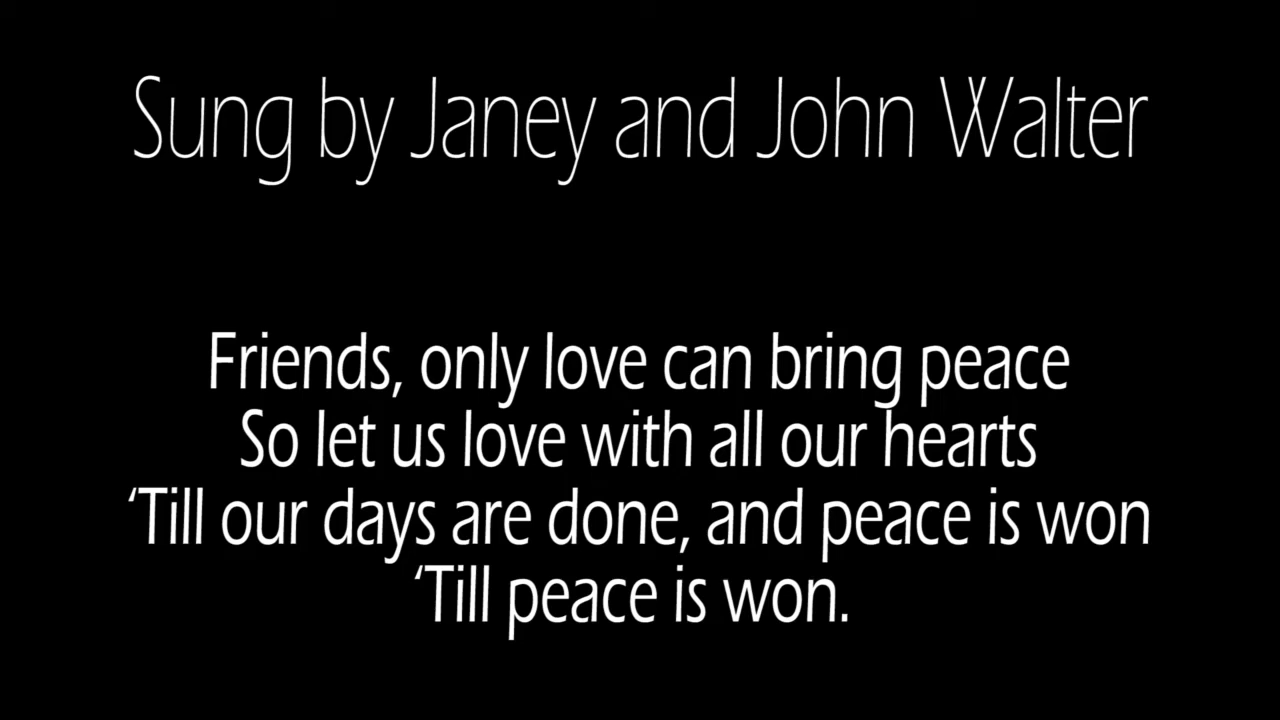 Sung by Janey and John Walter
Friends, only love can bring peace
So let us love with all our hearts
‘Till our days are done, and peace is won
‘Till peace is won.